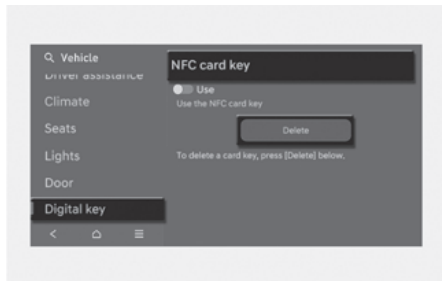 Vehicle
Driver assistance
Climate
Seats
Lights
Door
Digital key
NFC card key
Use
Use the NFC card key
Delete
To delete a card key, press [Delete] below.